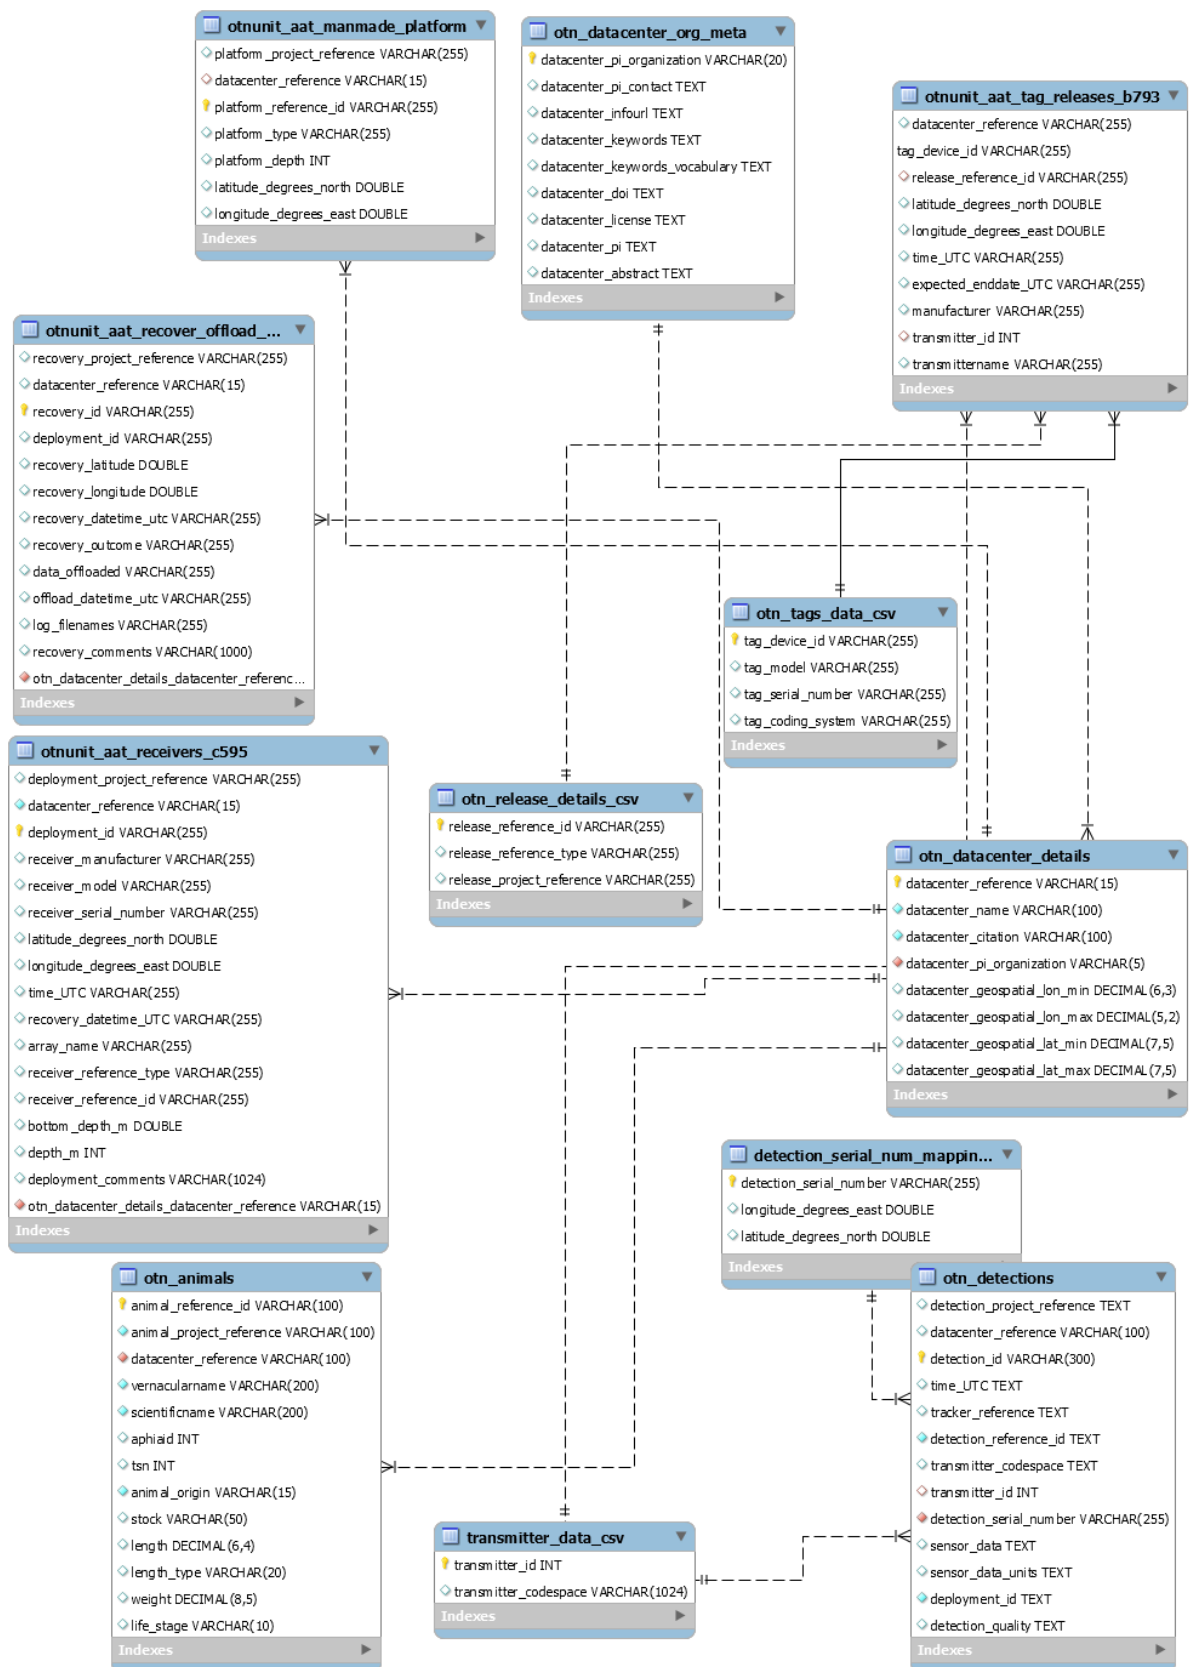 otnunit_aat_manmade_platform
platform_project_reference VARCHAR(255)
datacenter_reference VARCHAR(15)
platform_reference_id VARCHAR(255)
platform_type VARCHAR(255)
platform_depth INT
latitude_degrees_north DOUBLE
longitude_degrees_east DOUBLE
Indexes
otn_datacenter_org_meta
datacenter_pi_organization VARCHAR(20)
datacenter_pi_contact TEXT
datacenter_infourl TEXT
datacenter_keywords TEXT
datacenter_keywords_vocabulary TEXT
datacenter_doi TEXT
datacenter_license TEXT
datacenter_pi TEXT
datacenter_abstract TEXT
Indexes
otnunit_aat_tag_releases_b793
datacenter_reference VARCHAR(255)
tag_device_id VARCHAR(255)
release_reference_id VARCHAR(255)
latitude_degrees_north DOUBLE
longitude_degrees_east DOUBLE
time_UTC VARCHAR(255)
expected_enddate_UTC VARCHAR(255)
manufacturer VARCHAR(255)
transmitter_id INT
transmittername VARCHAR(255)
Indexes
otnunit_aat_recover_offload_...
recovery_project_reference VARCHAR(255)
datacenter_reference VARCHAR(15)
recovery_id VARCHAR(255)
deployment_id VARCHAR(255)
recovery_latitude DOUBLE
recovery_longitude DOUBLE
recovery_datetime_utc VARCHAR(255)
recovery_outcome VARCHAR(255)
data_offloaded VARCHAR(255)
offload_datetime_utc VARCHAR(255)
log_filenames VARCHAR(255)
recovery_comments VARCHAR(1000)
otn_datacenter_details_datacenter_referenc...
Indexes
otn_tags_data_csv
tag_device_id VARCHAR(255)
tag_model VARCHAR(255)
tag_serial_number VARCHAR(255)
tag_coding_system VARCHAR(255)
Indexes
otnunit_aat_receivers_c595
deployment_project_reference VARCHAR(255)
datacenter_reference VARCHAR(15)
deployment_id VARCHAR(255)
receiver_manufacturer VARCHAR(255)
receiver_model VARCHAR(255)
receiver_serial_number VARCHAR(255)
latitude_degrees_north DOUBLE
longitude_degrees_east DOUBLE
time_UTC VARCHAR(255)
recovery_datetime_UTC VARCHAR(255)
array_name VARCHAR(255)
receiver_reference_type VARCHAR(255)
receiver_reference_id VARCHAR(255)
bottom_depth_m DOUBLE
depth_m INT
deployment_comments VARCHAR(1024)
otn_datacenter_details_datacenter_reference VARCHAR(15)
Indexes
otn_release_details_csv
release_reference_id VARCHAR(255)
release_reference_type VARCHAR(255)
release_project_reference VARCHAR(255)
Indexes
otn_datacenter_details
datacenter_reference VARCHAR(15)
datacenter_name VARCHAR(100)
datacenter_citation VARCHAR(100)
datacenter_pi_organization VARCHAR(5)
datacenter_geospatial_lon_min DECIMAL(6,3)
datacenter_geospatial_lon_max DECIMAL(5,2)
datacenter_geospatial_lat_min DECIMAL(7,5)
datacenter_geospatial_lat_max DECIMAL(7,5)
Indexes
detection_serial_num_mappin...
detection_serial_number VARCHAR(255)
longitude_degrees_east DOUBLE
latitude_degrees_north DOUBLE
Indexes
otn_animals
animal_reference_id VARCHAR(100)
animal_project_reference VARCHAR(100)
datacenter_reference VARCHAR(100)
vernacularname VARCHAR(200)
scientificname VARCHAR(200)
aphiaid INT
tsn INT
animal_origin VARCHAR(15)
stock VARCHAR(50)
length DECIMAL(6,4)
length_type VARCHAR(20)
weight DECIMAL(8,5)
life_stage VARCHAR(10)
Indexes
otn_detections
detection_project_reference TEXT
datacenter_reference VARCHAR(100)
detection_id VARCHAR(300)
time_UTC TEXT
tracker_reference TEXT
detection_reference_id TEXT
transmitter_codespace TEXT
transmitter_id INT
detection_serial_number VARCHAR(255)
sensor_data TEXT
sensor_data_units TEXT
deployment_id TEXT
detection_quality TEXT
Indexes
transmitter_data_csv
transmitter_id INT
transmitter_codespace VARCHAR(1024)
Indexes